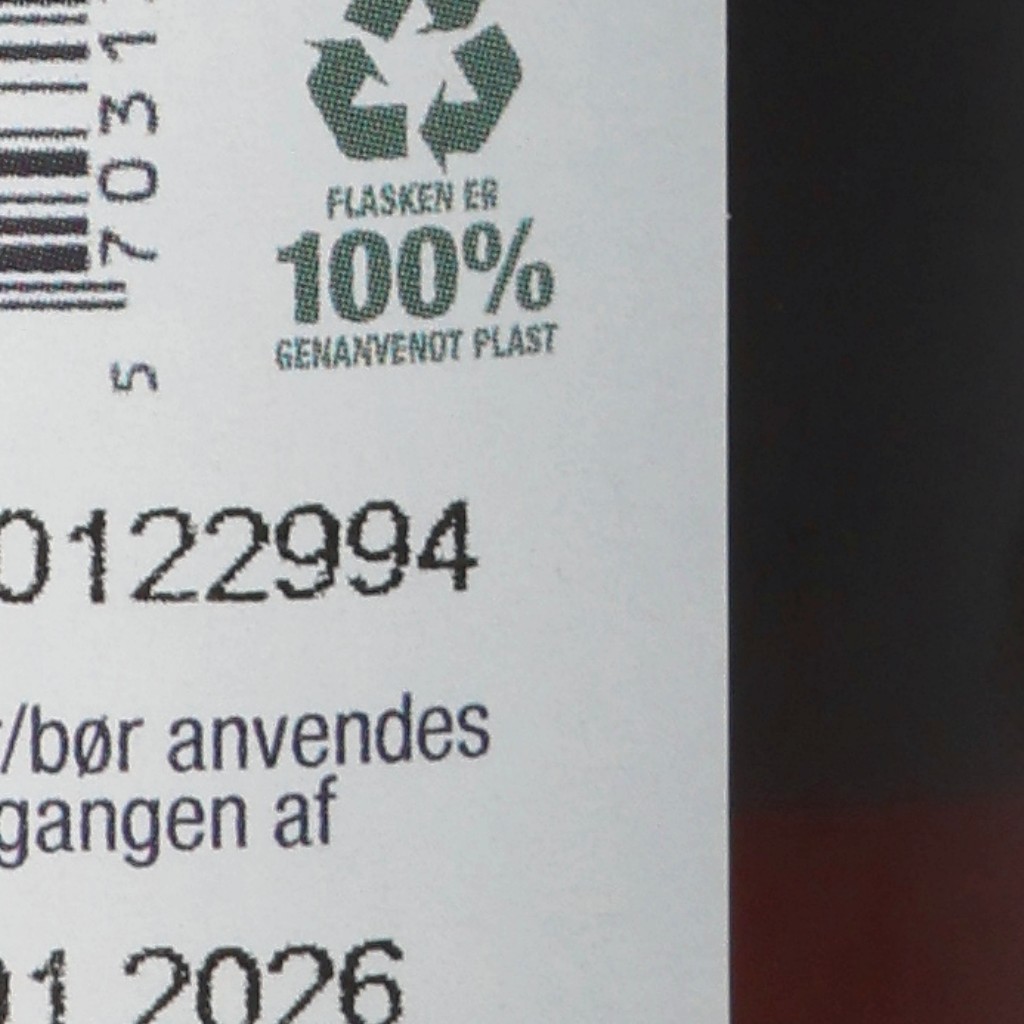 5 7031
FLASKEN ER
100%
GENANVENDT PLAST
0122994
/bør anvendes
gangen af
01 2026